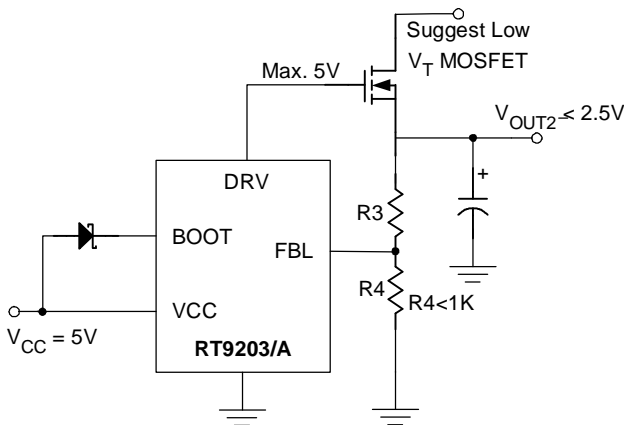 Suggest Low
V_T MOSFET
Max. 5V
V_OUT2 ≤ 2.5V
DRV
+
R3
BOOT
FBL
R4
R4<1K
VCC
V_CC = 5V
RT9203/A